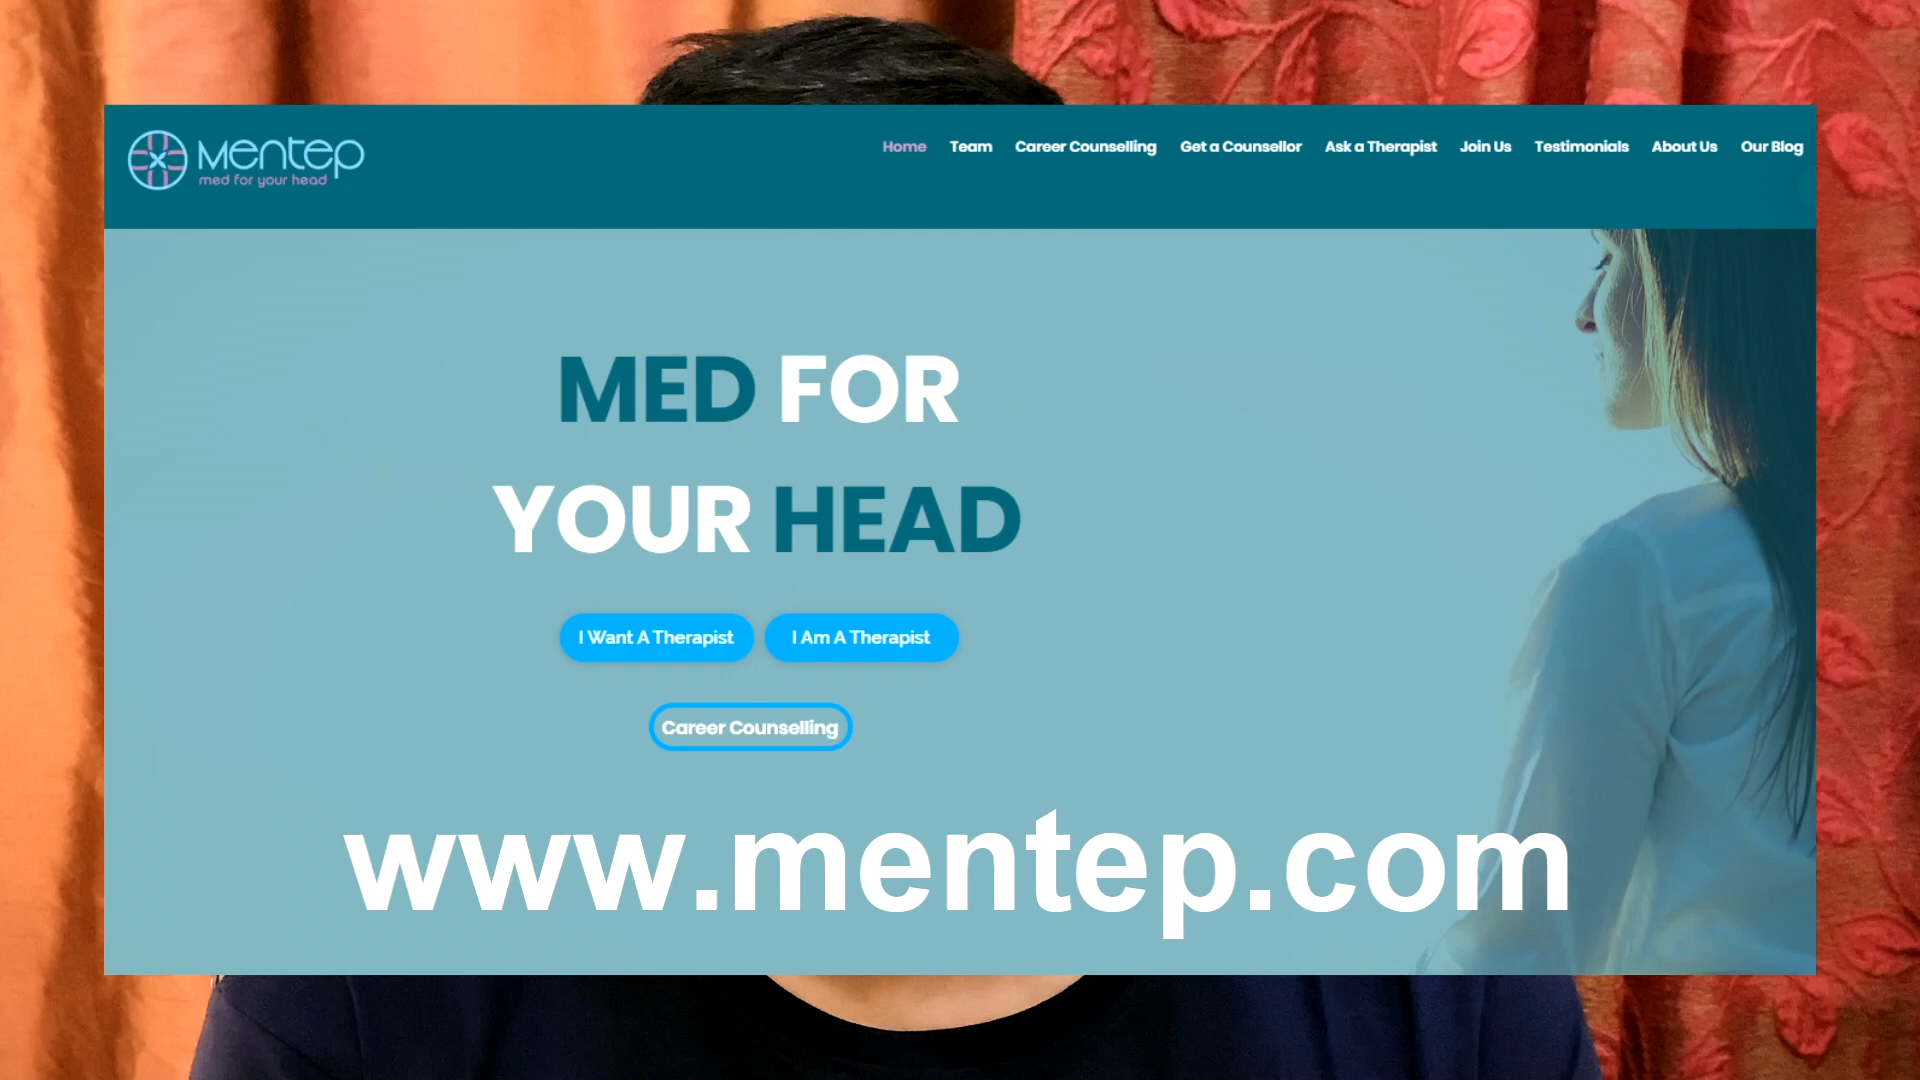 mentep
med for your head
Home Team Career Counselling Get a Counsellor Ask a Therapist Join Us Testimonials About Us Our Blog
MED FOR
YOUR HEAD
I Want A Therapist I Am A Therapist
Career Counselling
www.mentep.com